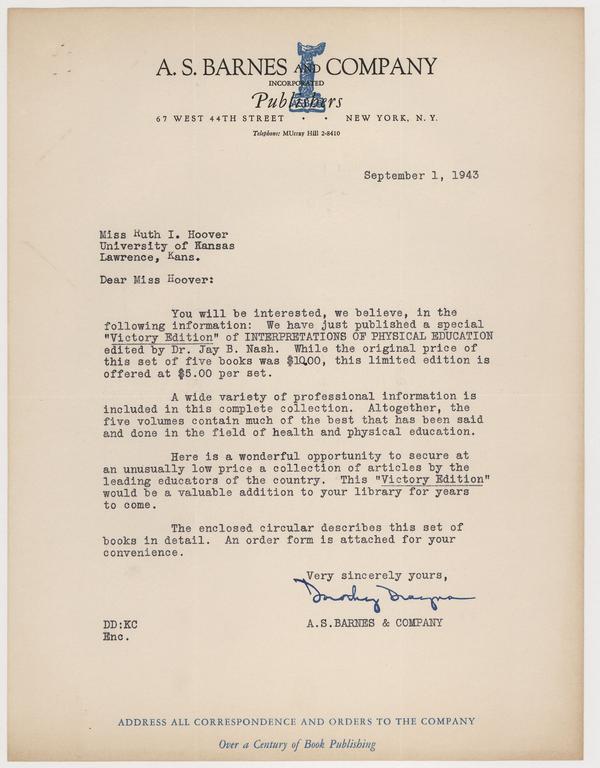 A. S. BARNES AND COMPANY
INCORPORATED
Publishers
67 WEST 44TH STREET • • NEW YORK, N. Y.
Telephone: MUrray Hill 2-8410
September 1, 1943
Miss Ruth I. Hoover
University of Kansas
Lawrence, Kans.
Dear Miss Hoover:
You will be interested, we believe, in the
following information: We have just published a special
"Victory Edition" of INTERPRETATIONS OF PHYSICAL EDUCATION
edited by Dr. Jay B. Nash. While the original price of
this set of five books was $10.00, this limited edition is
offered at $5.00 per set.
A wide variety of professional information is
included in this complete collection. Altogether, the
five volumes contain much of the best that has been said
and done in the field of health and physical education.
Here is a wonderful opportunity to secure at
an unusually low price a collection of articles by the
leading educators of the country. This "Victory Edition"
would be a valuable addition to your library for years
to come.
The enclosed circular describes this set of
books in detail. An order form is attached for your
convenience.
Very sincerely yours,
Dorothy
DD:KC
Enc.
A.S.BARNES & COMPANY
ADDRESS ALL CORRESPONDENCE AND ORDERS TO THE COMPANY
Over a Century of Book Publishing